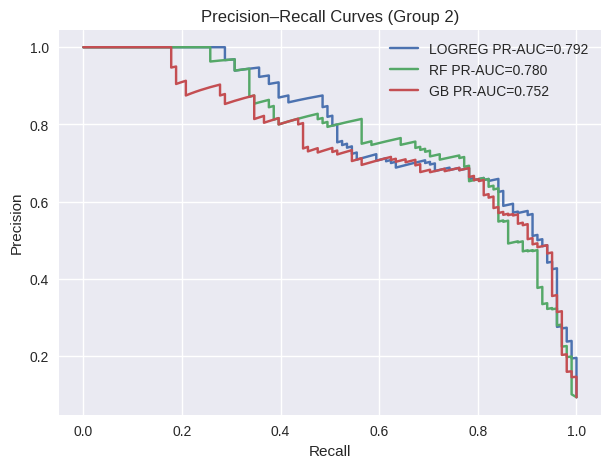 Precision–Recall Curves (Group 2)
LOGREG PR-AUC=0.792
RF PR-AUC=0.780
GB PR-AUC=0.752
1.0
0.8
0.6
0.4
0.2
Precision
0.0
0.2
0.4
0.6
0.8
1.0
Recall